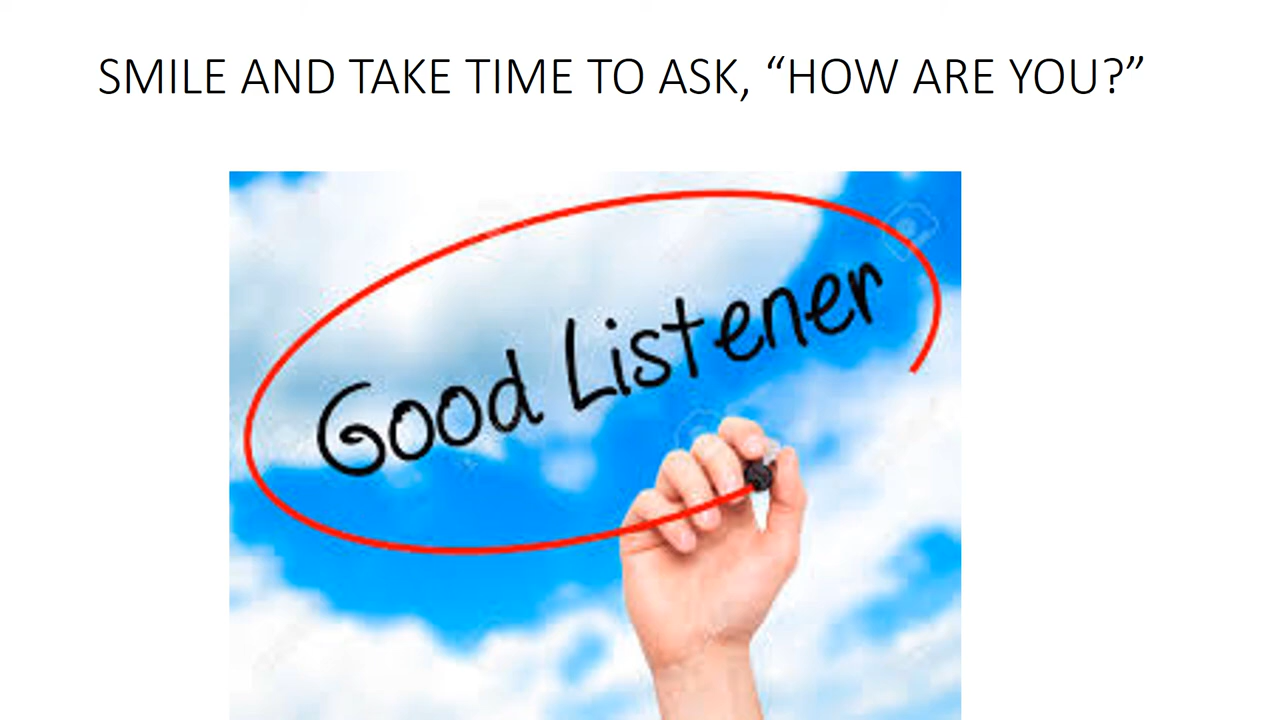 SMILE AND TAKE TIME TO ASK, “HOW ARE YOU?”
Good Listener